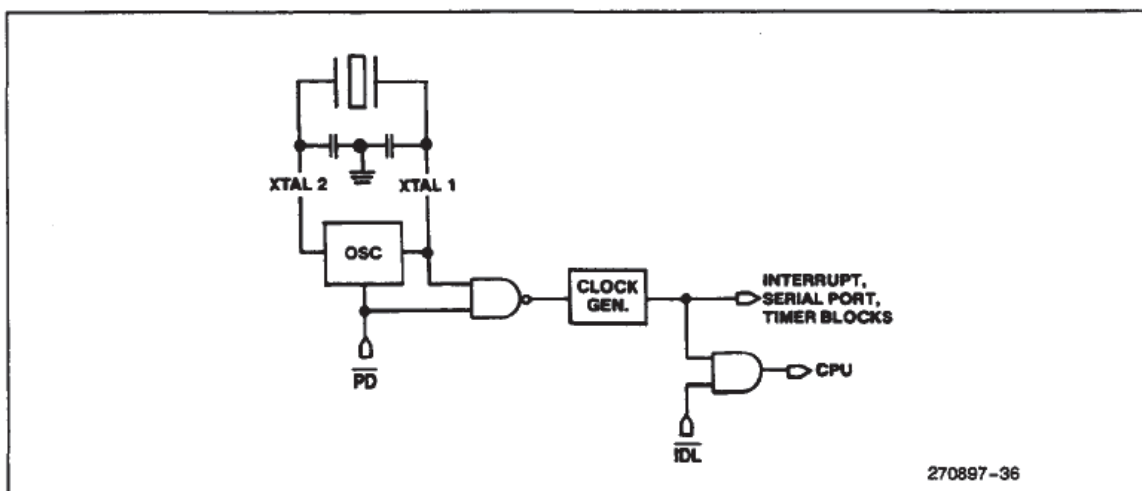 XTAL 2
XTAL 1
OSC
CLOCK
GEN.
INTERRUPT,
SERIAL PORT,
TIMER BLOCKS
PD
CPU
IDL
270897-36